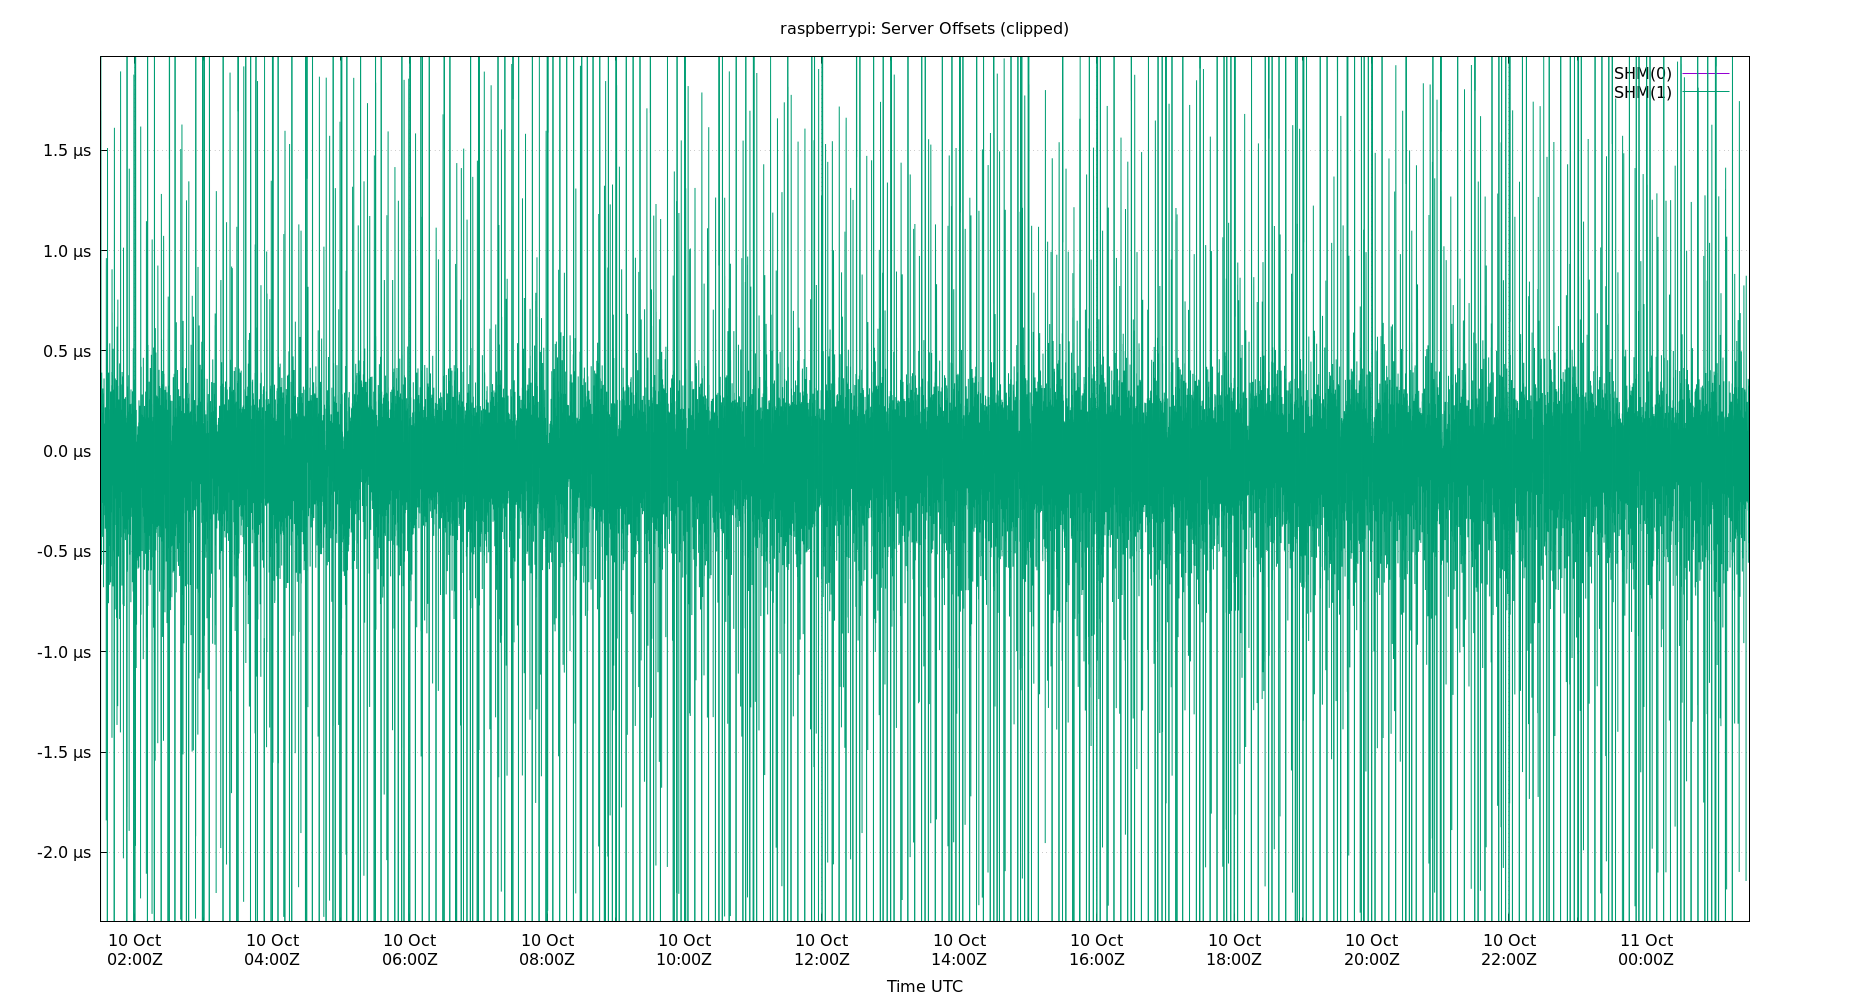 raspberrypi: Server Offsets (clipped)
SHM(0)
SHM(1)
1.5 µs
1.0 µs
0.5 µs
0.0 µs
-0.5 µs
-1.0 µs
-1.5 µs
-2.0 µs
10 Oct 10 Oct 10 Oct 10 Oct 10 Oct 10 Oct 10 Oct 10 Oct 10 Oct 10 Oct 10 Oct 11 Oct
02:00Z 04:00Z 06:00Z 08:00Z 10:00Z 12:00Z 14:00Z 16:00Z 18:00Z 20:00Z 22:00Z 00:00Z
Time UTC